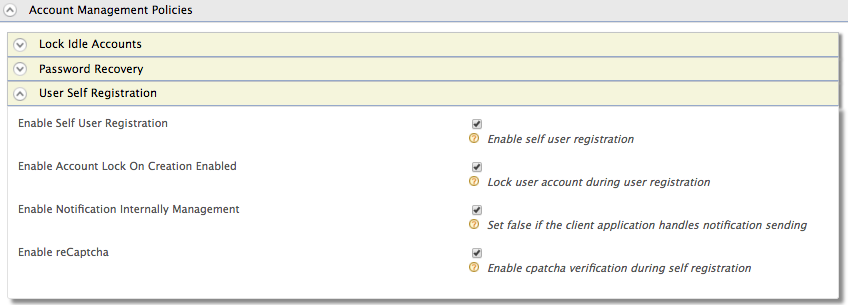 Account Management Policies
Lock Idle Accounts
Password Recovery
User Self Registration
Enable Self User Registration
Enable self user registration
Enable Account Lock On Creation Enabled
Lock user account during user registration
Enable Notification Internally Management
Set false if the client application handles notification sending
Enable reCaptcha
Enable cpatcha verification during self registration